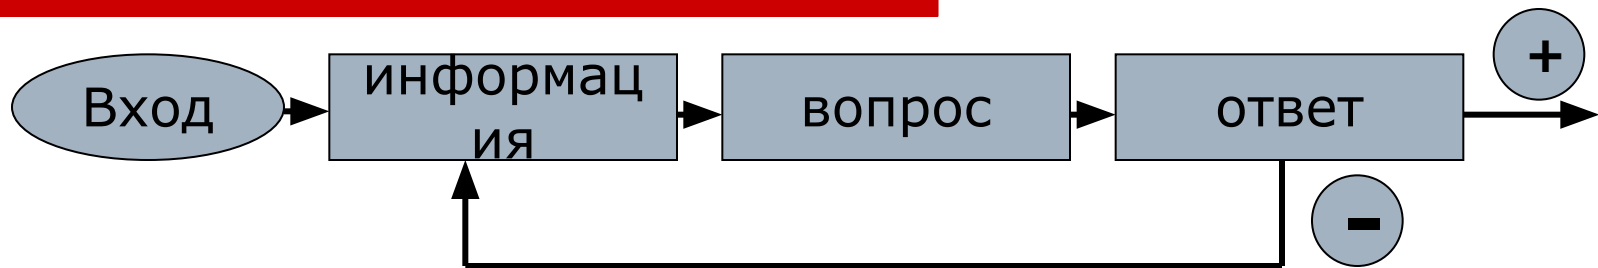 Вход
информац
ия
вопрос
ответ
+
-